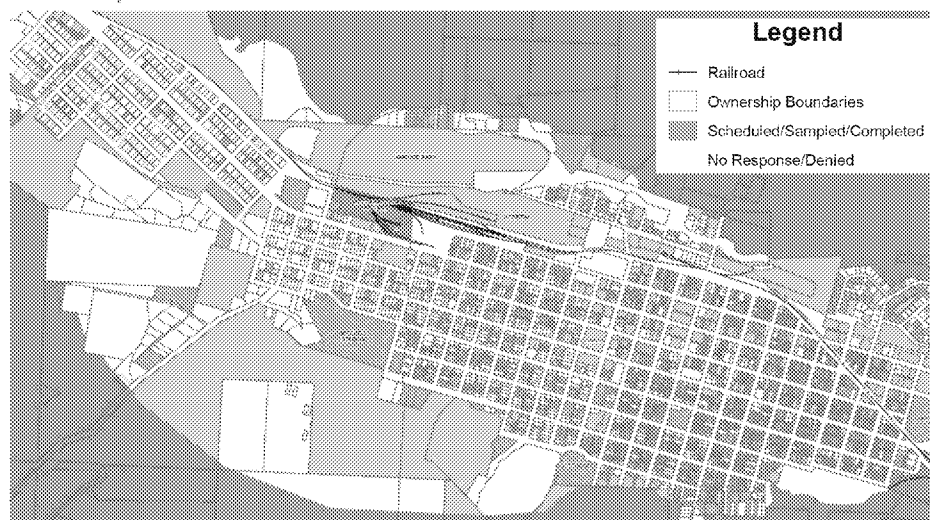 Legend
Railroad
Ownership Boundaries
Scheduled/Sampled/Completed
No Response/Denied